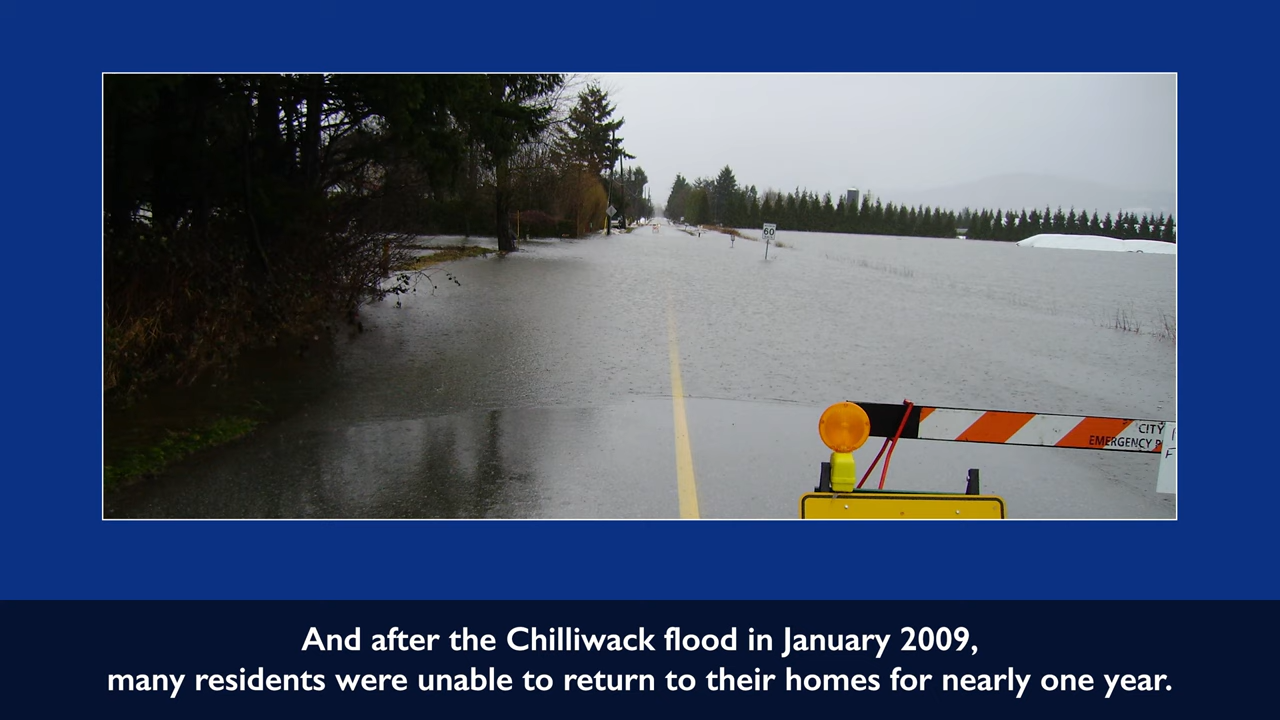 60
CITY
EMERGENCY
And after the Chilliwack flood in January 2009,
many residents were unable to return to their homes for nearly one year.